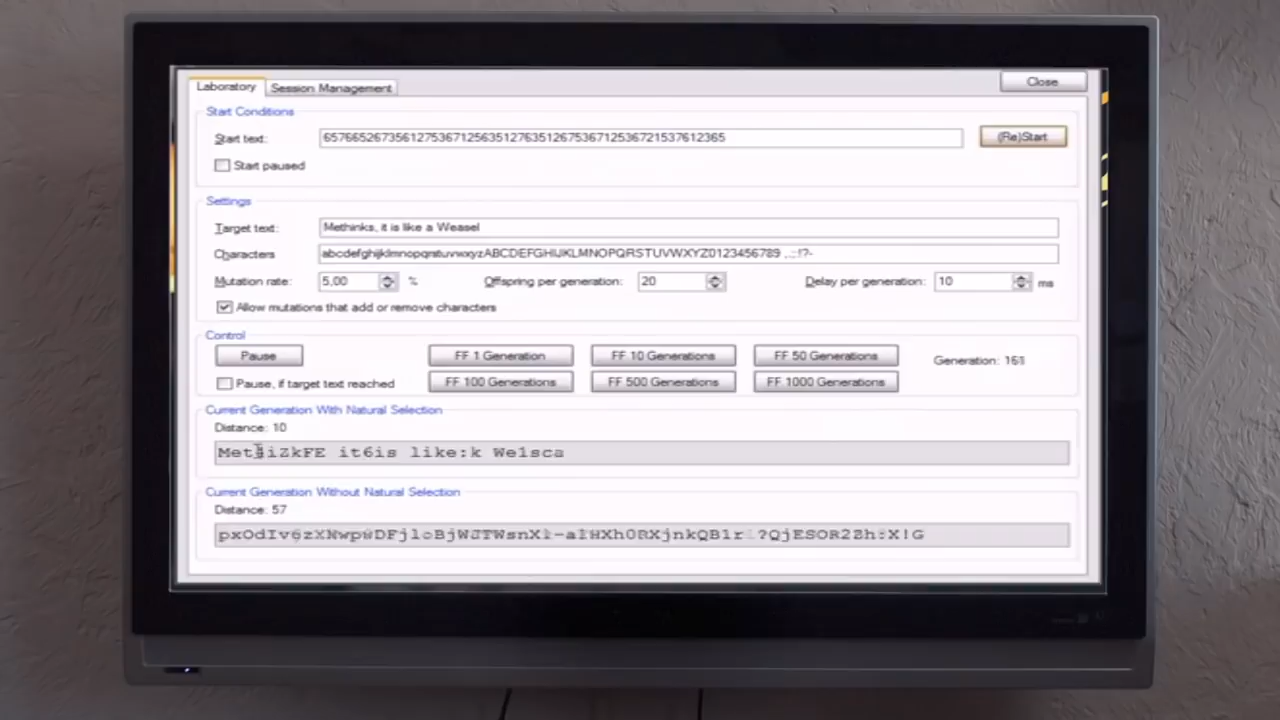 Laboratory Session Management Close
Start Conditions
Start text: (Re)Start
Start paused
Settings
Target text: Methinks, it is like a Weasel
Characters
Mutation rate: 5,00 % Offspring per generation: 20 Delay per generation: 10 ms
Allow mutations that add or remove characters
Control
Pause FF 1 Generation FF 10 Generations FF 50 Generations Generation: 161
Pause, if target text reached FF 100 Generations FF 500 Generations FF 1000 Generations
Current Generation With Natural Selection
Distance: 10
it6is like:k We1sca
Current Generation Without Natural Selection
Distance: 57